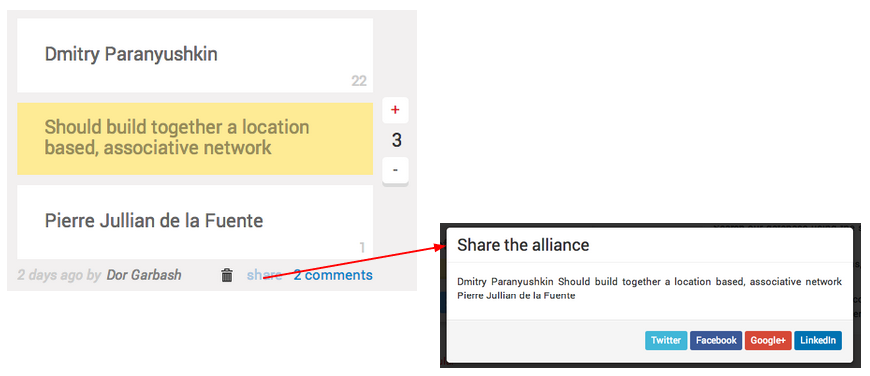 Dmitry Paranyushkin
22
Should build together a location
based, associative network
+
3
-
Pierre Jullian de la Fuente
1
2 days ago by Dor Garbash share 2 comments
Share the alliance
Dmitry Paranyushkin Should build together a location based, associative network
Pierre Jullian de la Fuente
Twitter Facebook Google+ LinkedIn